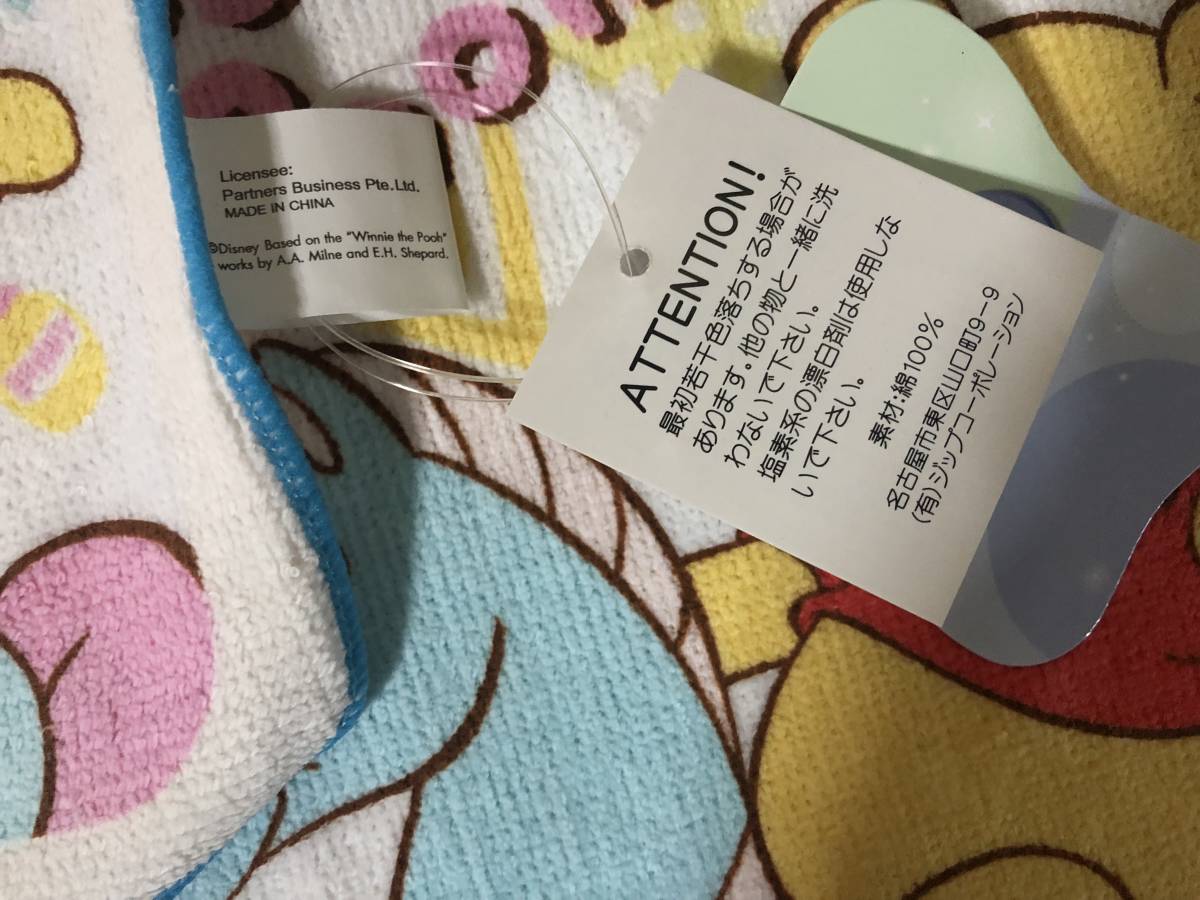 Licensee:
Partners Business Pte.Ltd.
MADE IN CHINA
©Disney Based on the "Winnie the Pooh"
works by A.A. Milne and E.H. Shepard.
ATTENTION!
最初若干色落ちする場合が
あります.他の物と一緒に洗
わないで下さい。
塩素系の漂白剤は使用しな
いで下さい。
素材:綿100%
名古屋市東区山口町9ー9
(有)ジップコーポレーション